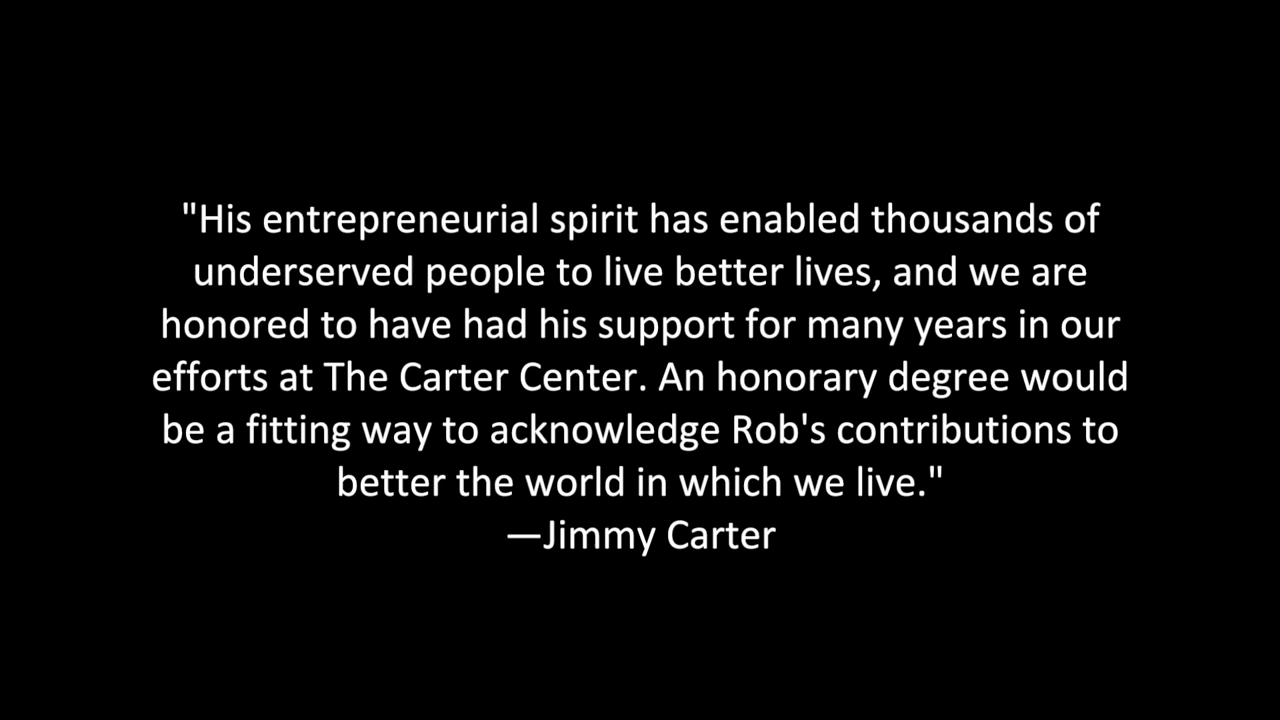 "His entrepreneurial spirit has enabled thousands of
underserved people to live better lives, and we are
honored to have had his support for many years in our
efforts at The Carter Center. An honorary degree would
be a fitting way to acknowledge Rob's contributions to
better the world in which we live."
—Jimmy Carter